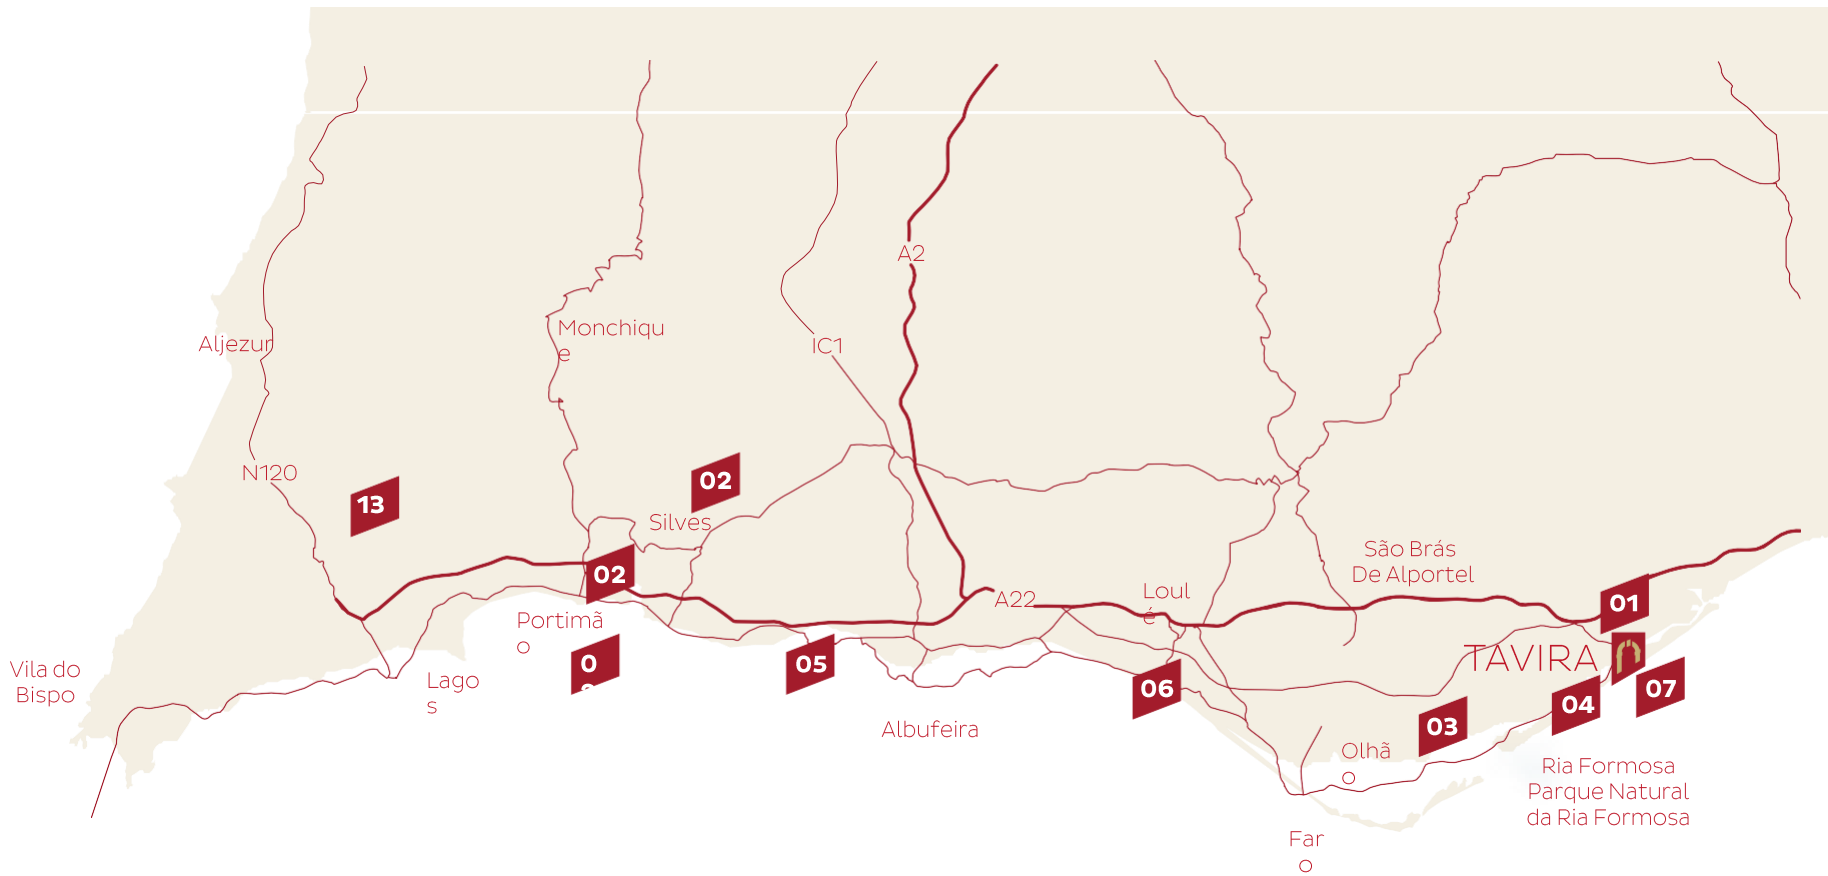 A2
Monchiqu
e
Aljezur
IC1
N120
02
13
Silves
São Brás
De Alportel
02
Loul
é
A22
01
Portimã
o
TAVIRA
0
05
Vila do
Bispo
Lago
s
06
07
04
03
Albufeira
Olhã
o
Ria Formosa
Parque Natural
da Ria Formosa
Far
o